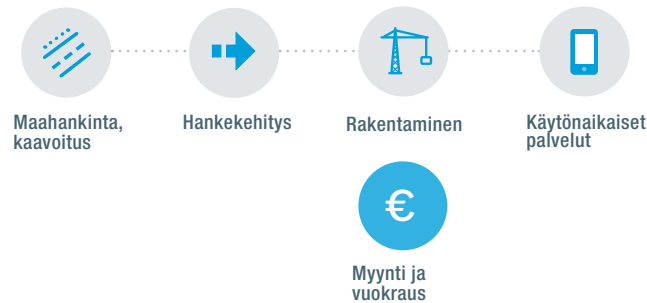 Maahankinta,
kaavoitus
Hankekehitys
Rakentaminen
Käytönaikaiset
palvelut
€
Myynti ja
vuokraus